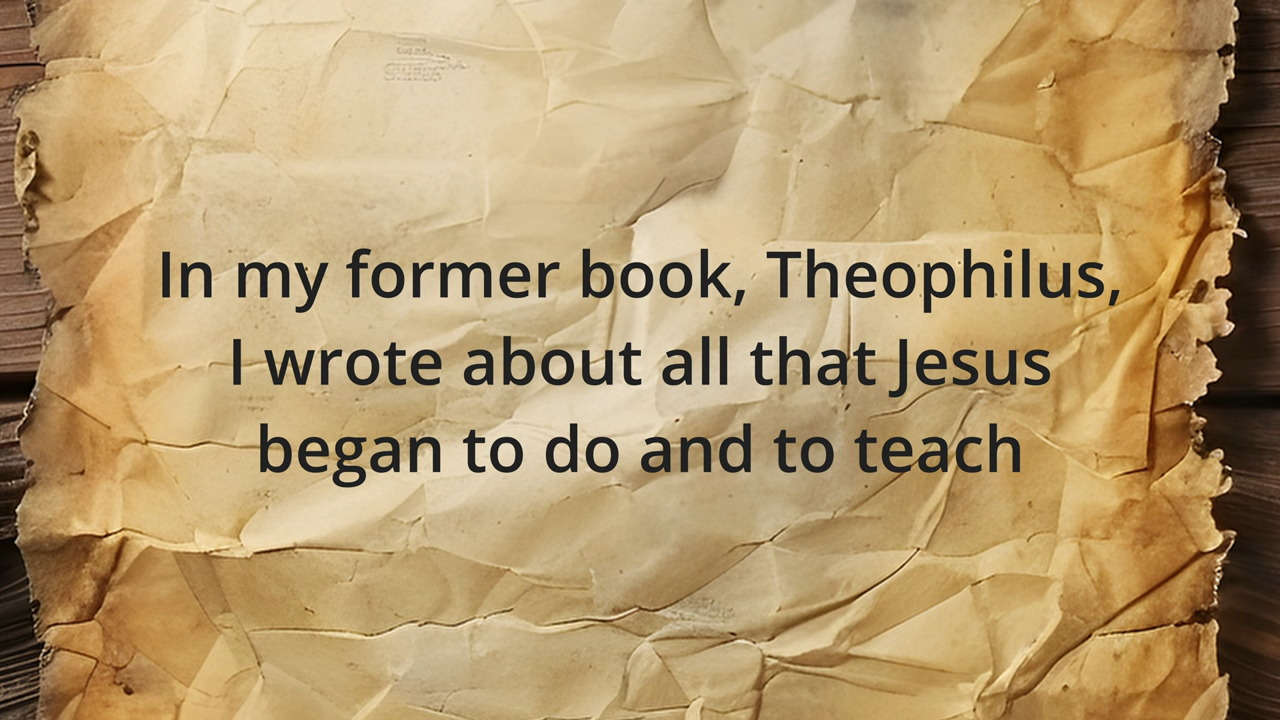 In my former book, Theophilus,
I wrote about all that Jesus
began to do and to teach